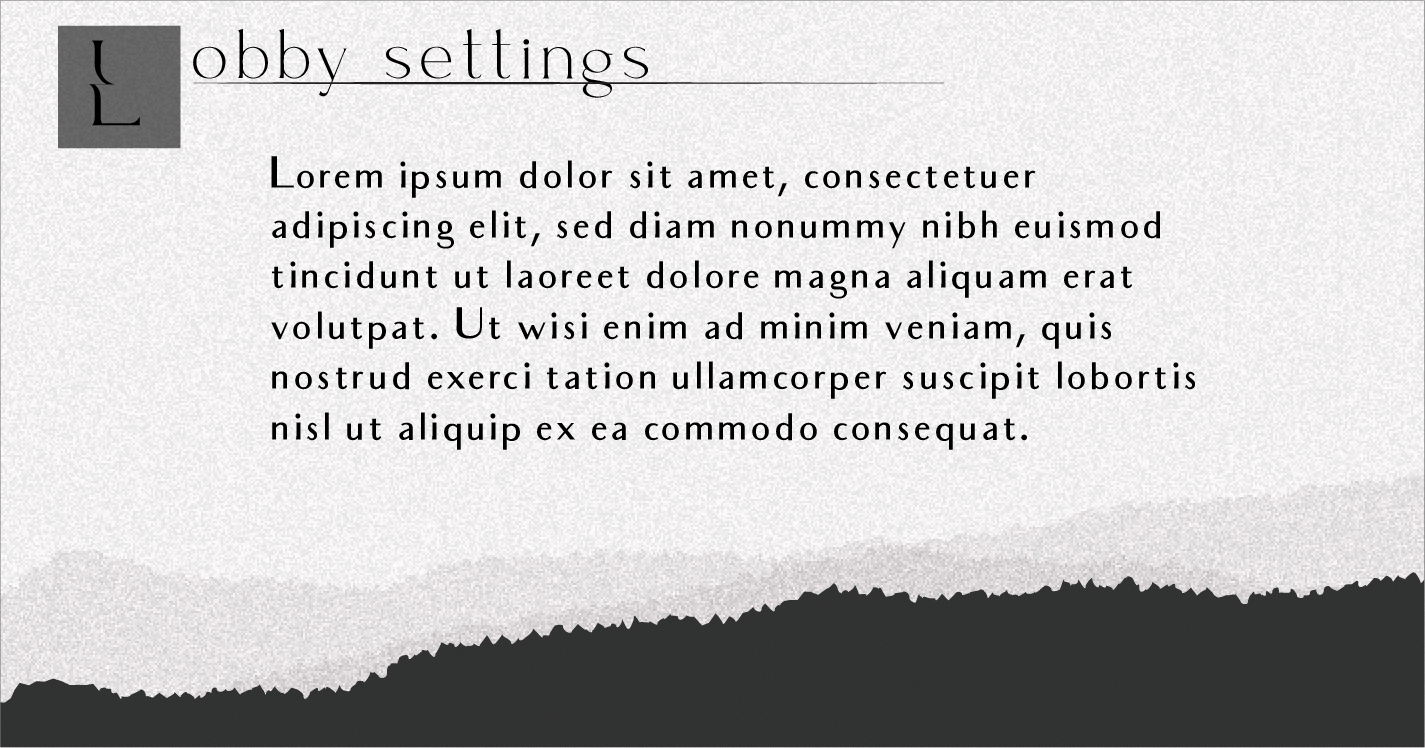 Lobby settings
Lorem ipsum dolor sit amet, consectetuer
adipiscing elit, sed diam nonummy nibh euismod
tincidunt ut laoreet dolore magna aliquam erat
volutpat. Ut wisi enim ad minim veniam, quis
nostrud exerci tation ullamcorper suscipit lobortis
nisl ut aliquip ex ea commodo consequat.